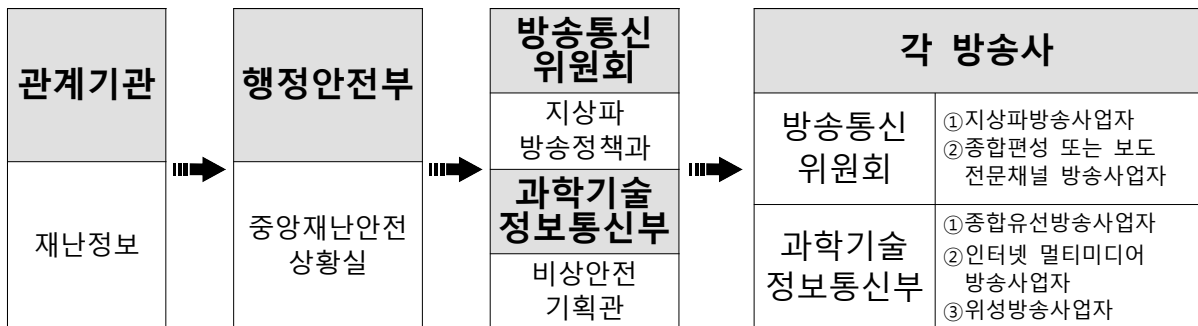 관계기관
재난정보
행정안전부
중앙재난안전
상황실
방송통신
위원회
지상파
방송정책과
과학기술
정보통신부
비상안전
기획관
각 방송사
방송통신
위원회
①지상파방송사업자
②종합편성 또는 보도
전문채널 방송사업자
과학기술
정보통신부
①종합유선방송사업자
②인터넷 멀티미디어
방송사업자
③위성방송사업자